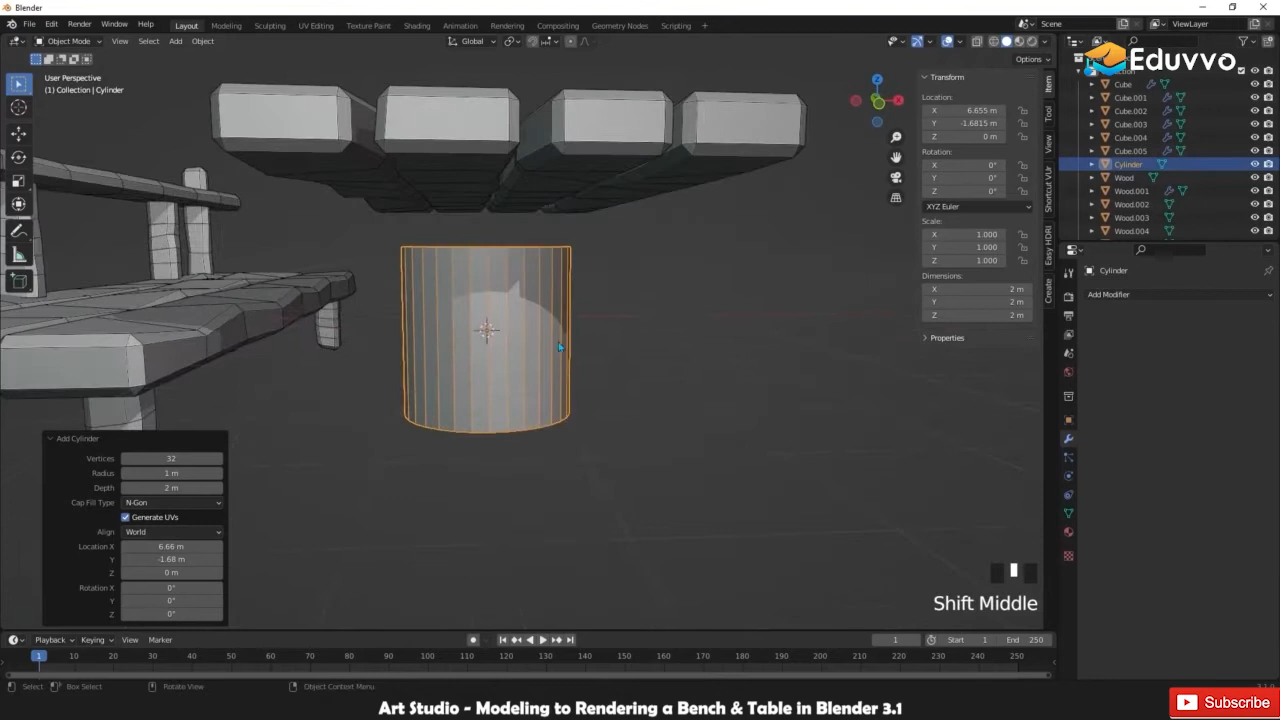 Blender
File Edit Render Window Help Layout Modeling Sculpting UV Editing Texture Paint Shading Animation Rendering Compositing Geometry Nodes Scripting + Scene ViewLayer
Object Mode View Select Add Object Global
Options
Eduvvo
User Perspective
(1) Collection | Cylinder
Transform
Location:
X 6.655 m
Y -1.6815 m
Z 0 m
Rotation:
X 0°
Y 0°
Z 0°
XYZ Euler
Scale:
X 1.000
Y 1.000
Z 1.000
Dimensions:
X 2 m
Y 2 m
Z 2 m
Properties
Item
Tool
View
Shortcut VUr
Easy HDRI
Create
Cube
Cube.001
Cube.002
Cube.003
Cube.004
Cube.005
Cylinder
Wood
Wood.001
Wood.002
Wood.003
Wood.004
Cylinder
Add Modifier
Add Cylinder
Vertices 32
Radius 1 m
Depth 2 m
Cap Fill Type N-Gon
Generate UVs
Align World
Location X 6.66 m
Y -1.68 m
Z 0 m
Rotation X 0°
Y 0°
Z 0°
Shift Middle
Playback Keying View Marker 1 Start 1 End 250
1 10 20 30 40 50 60 70 80 90 100 110 120 130 140 150 160 170 180 190 200 210 220 230 240 250
Select Box Select Rotate View Object Context Menu
Art Studio - Modeling to Rendering a Bench & Table in Blender 3.1
Subscribe